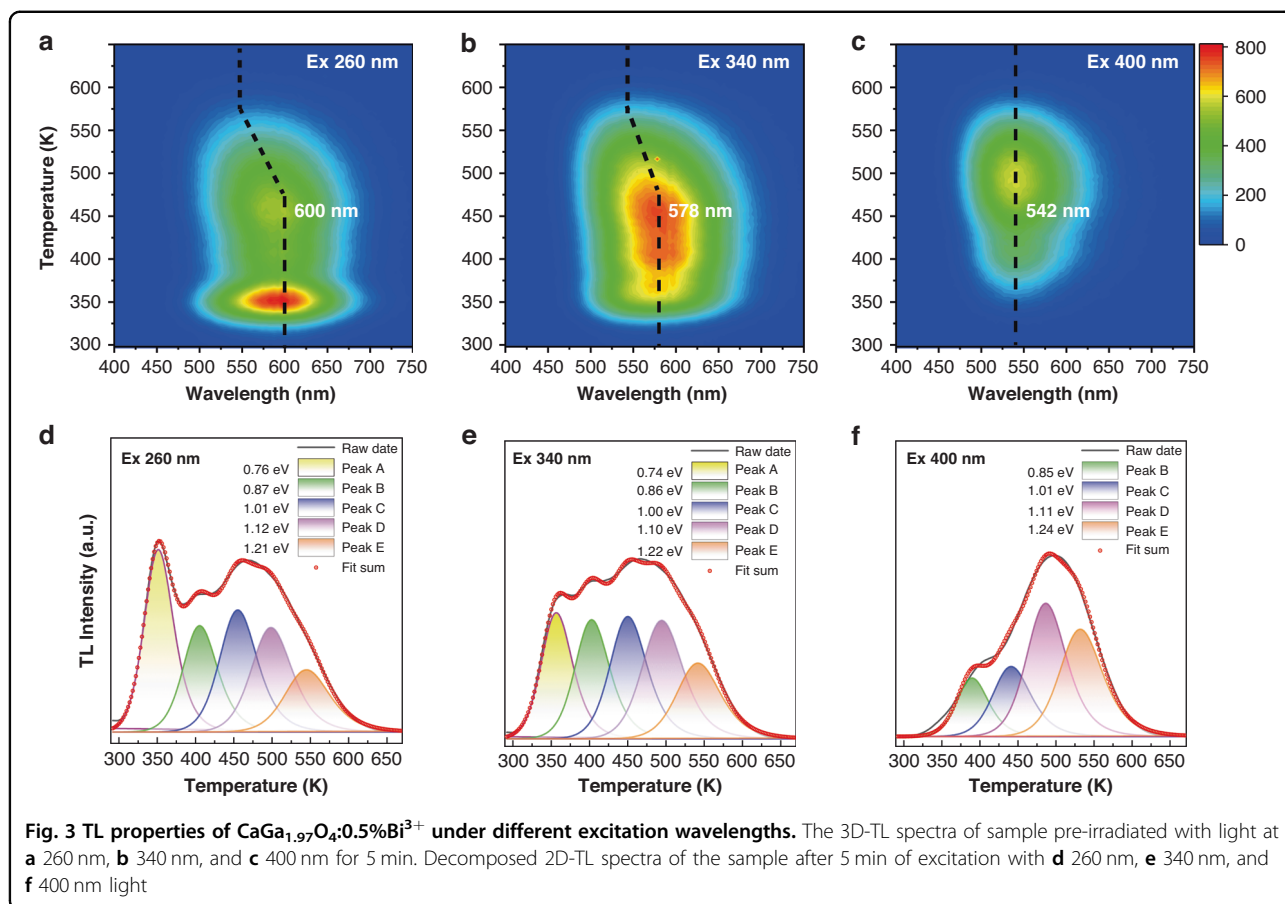 a
Ex 260 nm
Temperature (K)
650
600
550
500
450
400
350
300
600 nm
400 450 500 550 600 650 700 750
Wavelength (nm)
b
Ex 340 nm
650
600
550
500
450
400
350
300
578 nm
400 450 500 550 600 650 700 750
Wavelength (nm)
c
Ex 400 nm
650
600
550
500
450
400
350
300
542 nm
400 450 500 550 600 650 700 750
Wavelength (nm)
800
600
400
200
0
d
Ex 260 nm
TL Intensity (a.u.)
Raw date
0.76 eV Peak A
0.87 eV Peak B
1.01 eV Peak C
1.12 eV Peak D
1.21 eV Peak E
Fit sum
300 350 400 450 500 550 600 650
Temperature (K)
e
Ex 340 nm
Raw date
0.74 eV Peak A
0.86 eV Peak B
1.00 eV Peak C
1.10 eV Peak D
1.22 eV Peak E
Fit sum
300 350 400 450 500 550 600 650
Temperature (K)
f
Ex 400 nm
Raw date
0.85 eV Peak B
1.01 eV Peak C
1.11 eV Peak D
1.24 eV Peak E
Fit sum
300 350 400 450 500 550 600 650
Temperature (K)
Fig. 3 TL properties of CaGa1.97O4:0.5%Bi3+ under different excitation wavelengths. The 3D-TL spectra of sample pre-irradiated with light at
a 260 nm, b 340 nm, and c 400 nm for 5 min. Decomposed 2D-TL spectra of the sample after 5 min of excitation with d 260 nm, e 340 nm, and
f 400 nm light